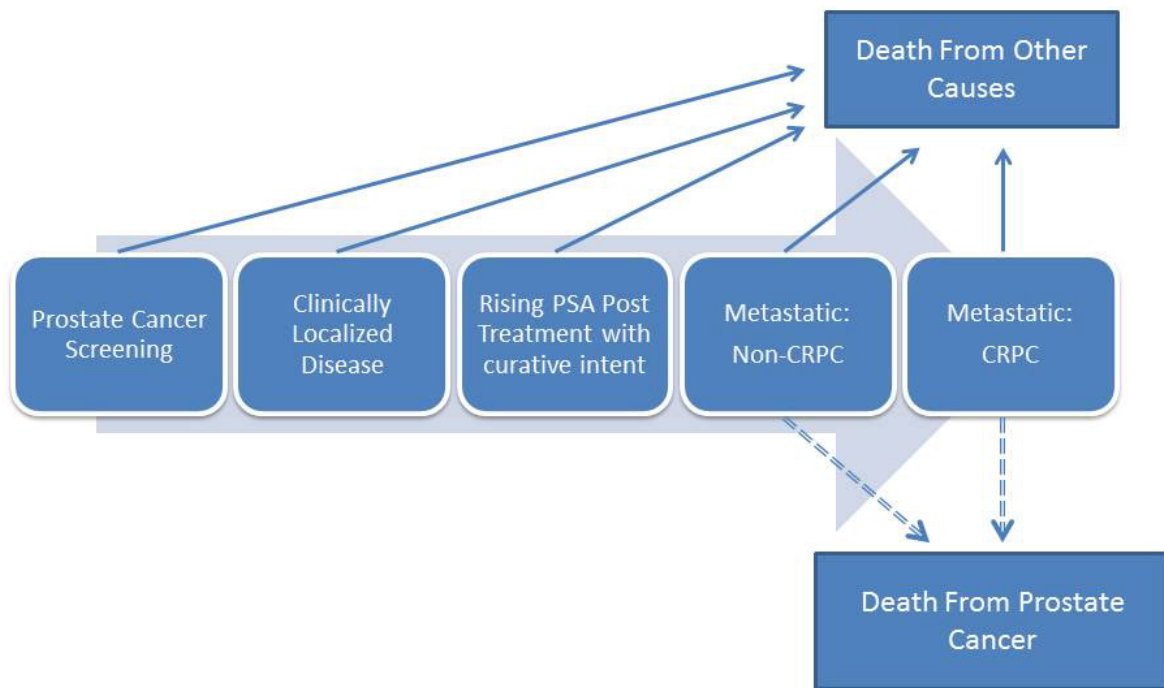 Death From Other
Causes
Prostate Cancer
Screening
Clinically
Localized
Disease
Rising PSA Post
Treatment with
curative intent
Metastatic:
Non-CRPC
Metastatic:
CRPC
Death From Prostate
Cancer